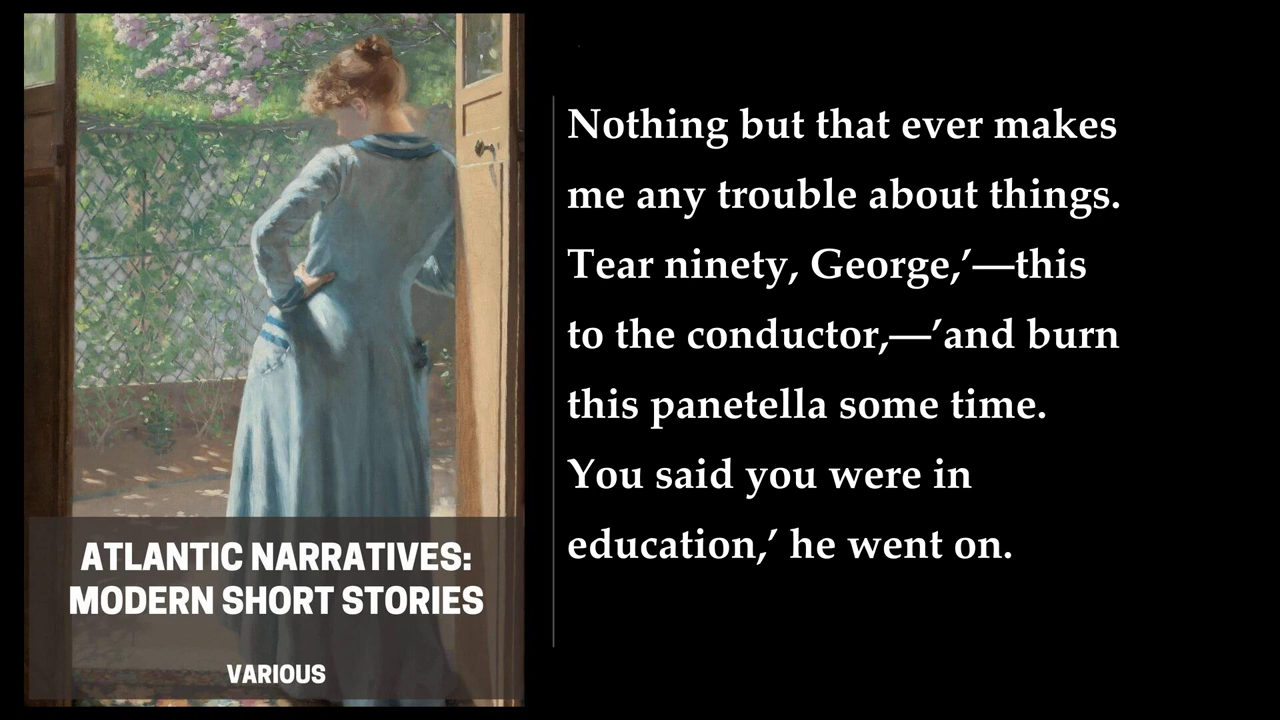 Nothing but that ever makes
me any trouble about things.
Tear ninety, George,’—this
to the conductor,—’and burn
this panetella some time.
You said you were in
education,’ he went on.
ATLANTIC NARRATIVES:
MODERN SHORT STORIES
VARIOUS